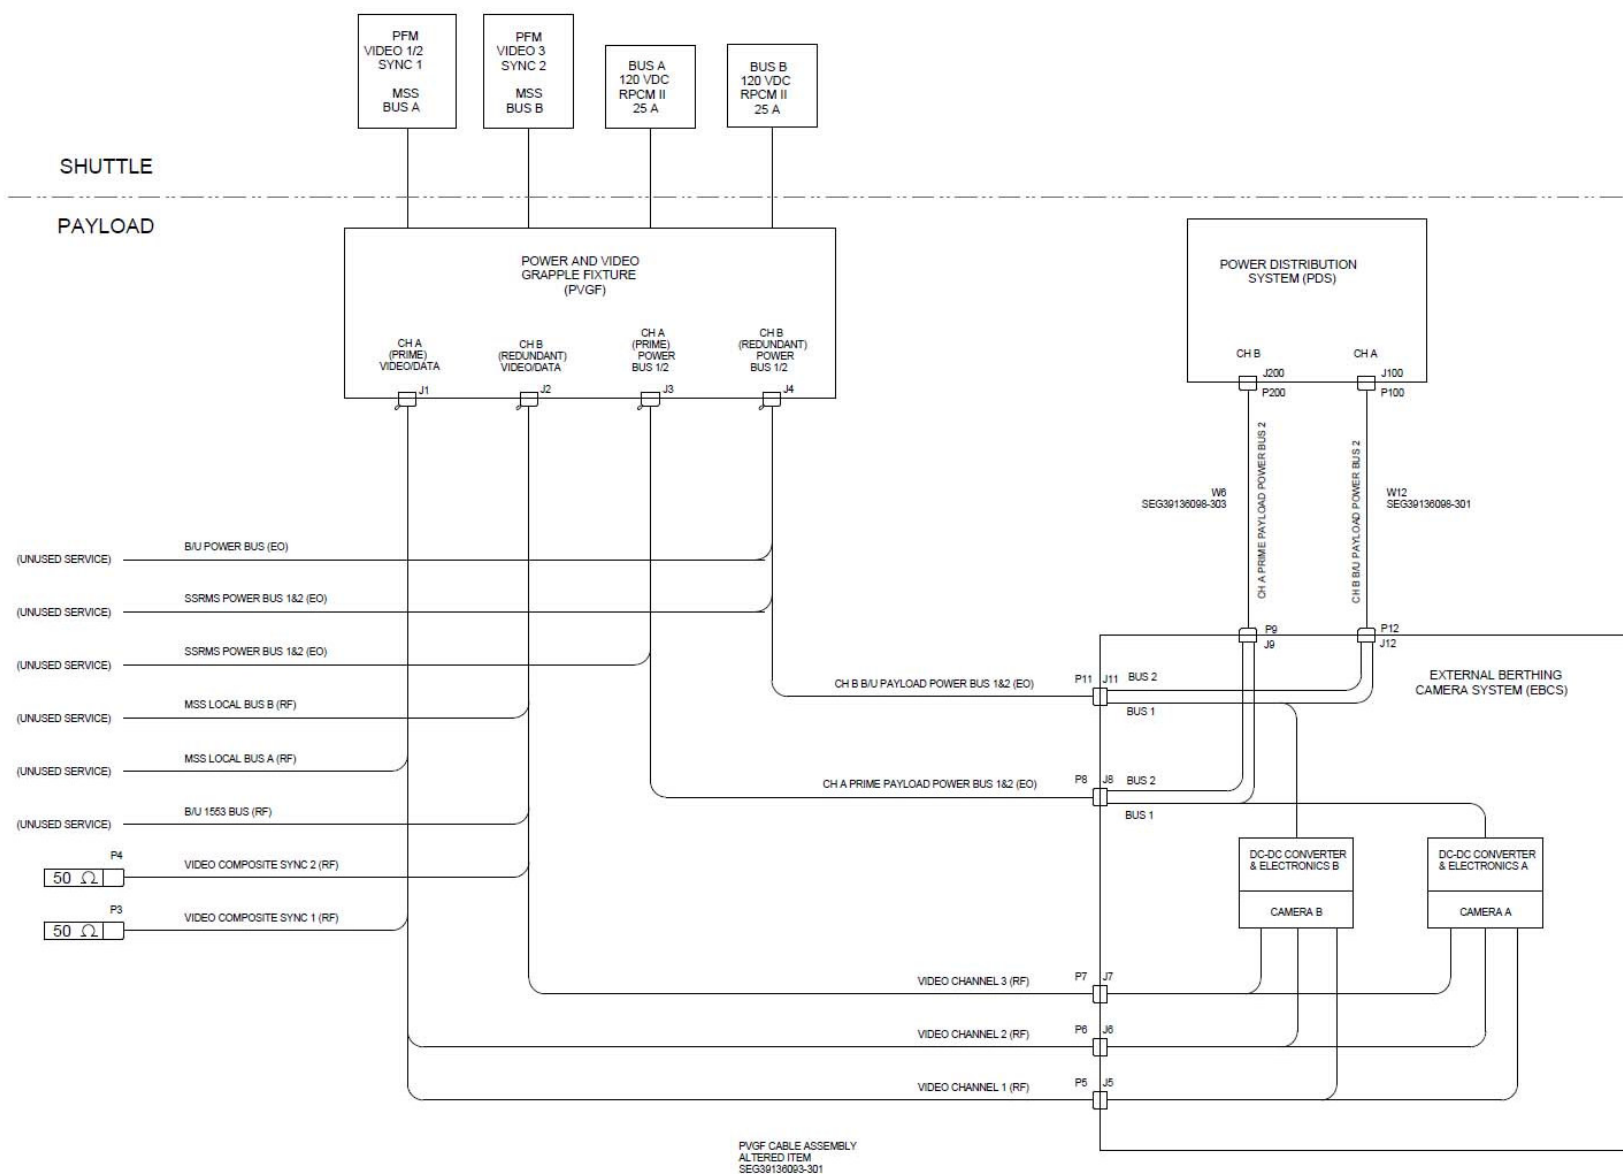 PFM
VIDEO 1/2
SYNC 1
MSS
BUS A
PFM
VIDEO 3
SYNC 2
MSS
BUS B
BUS A
120 VDC
RPCM II
25 A
BUS B
120 VDC
RPCM II
25 A
SHUTTLE
PAYLOAD
POWER AND VIDEO
GRAPPLE FIXTURE
(PVGF)
CH A
(PRIME)
VIDEO/DATA
CH B
(REDUNDANT)
VIDEO/DATA
CH A
(PRIME)
POWER
BUS 1/2
CH B
(REDUNDANT)
POWER
BUS 1/2
J1
J2
J3
J4
POWER DISTRIBUTION
SYSTEM (PDS)
CH B
CH A
J200
P200
J100
P100
CH A PRIME PAYLOAD POWER BUS 2
CH B B/U PAYLOAD POWER BUS 2
W6
SEG39136098-303
W12
SEG39136098-301
(UNUSED SERVICE)
B/U POWER BUS (EO)
(UNUSED SERVICE)
SSRMS POWER BUS 1&2 (EO)
(UNUSED SERVICE)
SSRMS POWER BUS 1&2 (EO)
(UNUSED SERVICE)
MSS LOCAL BUS B (RF)
(UNUSED SERVICE)
MSS LOCAL BUS A (RF)
(UNUSED SERVICE)
B/U 1553 BUS (RF)
P4
50 Ω
VIDEO COMPOSITE SYNC 2 (RF)
P3
50 Ω
VIDEO COMPOSITE SYNC 1 (RF)
P9
J9
P12
J12
EXTERNAL BERTHING
CAMERA SYSTEM (EBCS)
CH B B/U PAYLOAD POWER BUS 1&2 (EO)
P11
J11
BUS 2
BUS 1
CH A PRIME PAYLOAD POWER BUS 1&2 (EO)
P8
J8
BUS 2
BUS 1
DC-DC CONVERTER
& ELECTRONICS B
CAMERA B
DC-DC CONVERTER
& ELECTRONICS A
CAMERA A
VIDEO CHANNEL 3 (RF)
P7
J7
VIDEO CHANNEL 2 (RF)
P6
J6
VIDEO CHANNEL 1 (RF)
P5
J5
PVGF CABLE ASSEMBLY
ALTERED ITEM
SEG39136093-301